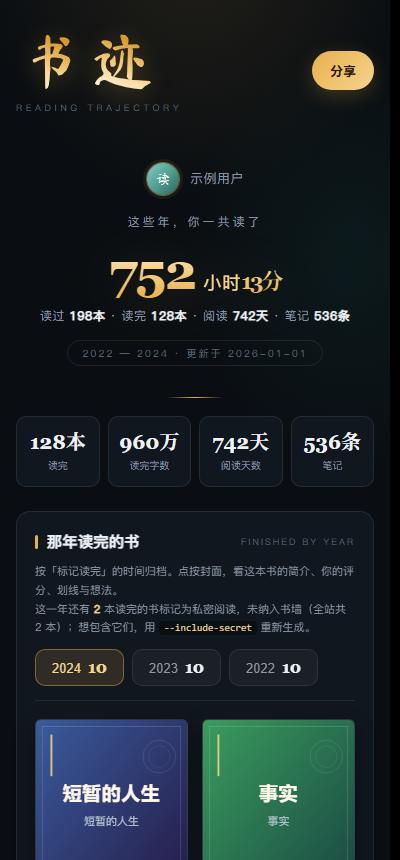 书迹
分享
READING TRAJECTORY
读 示例用户
这些年，你一共读了
752 小时 13分
读过 198本 · 读完 128本 · 阅读 742天 · 笔记 536条
2022 — 2024 · 更新于 2026-01-01
128本 960万 742天 536条
读完 读完字数 阅读天数 笔记
那年读完的书 FINISHED BY YEAR
按「标记读完」的时间归档。点按封面，看这本书的简介、你的评
分、划线与想法。
这一年还有 2 本读完的书标记为私密阅读，未纳入书墙（全站共
2 本）；想包含它们，用 --include-secret 重新生成。
2024 10 2023 10 2022 10
短暂的人生 事实
短暂的人生 事实